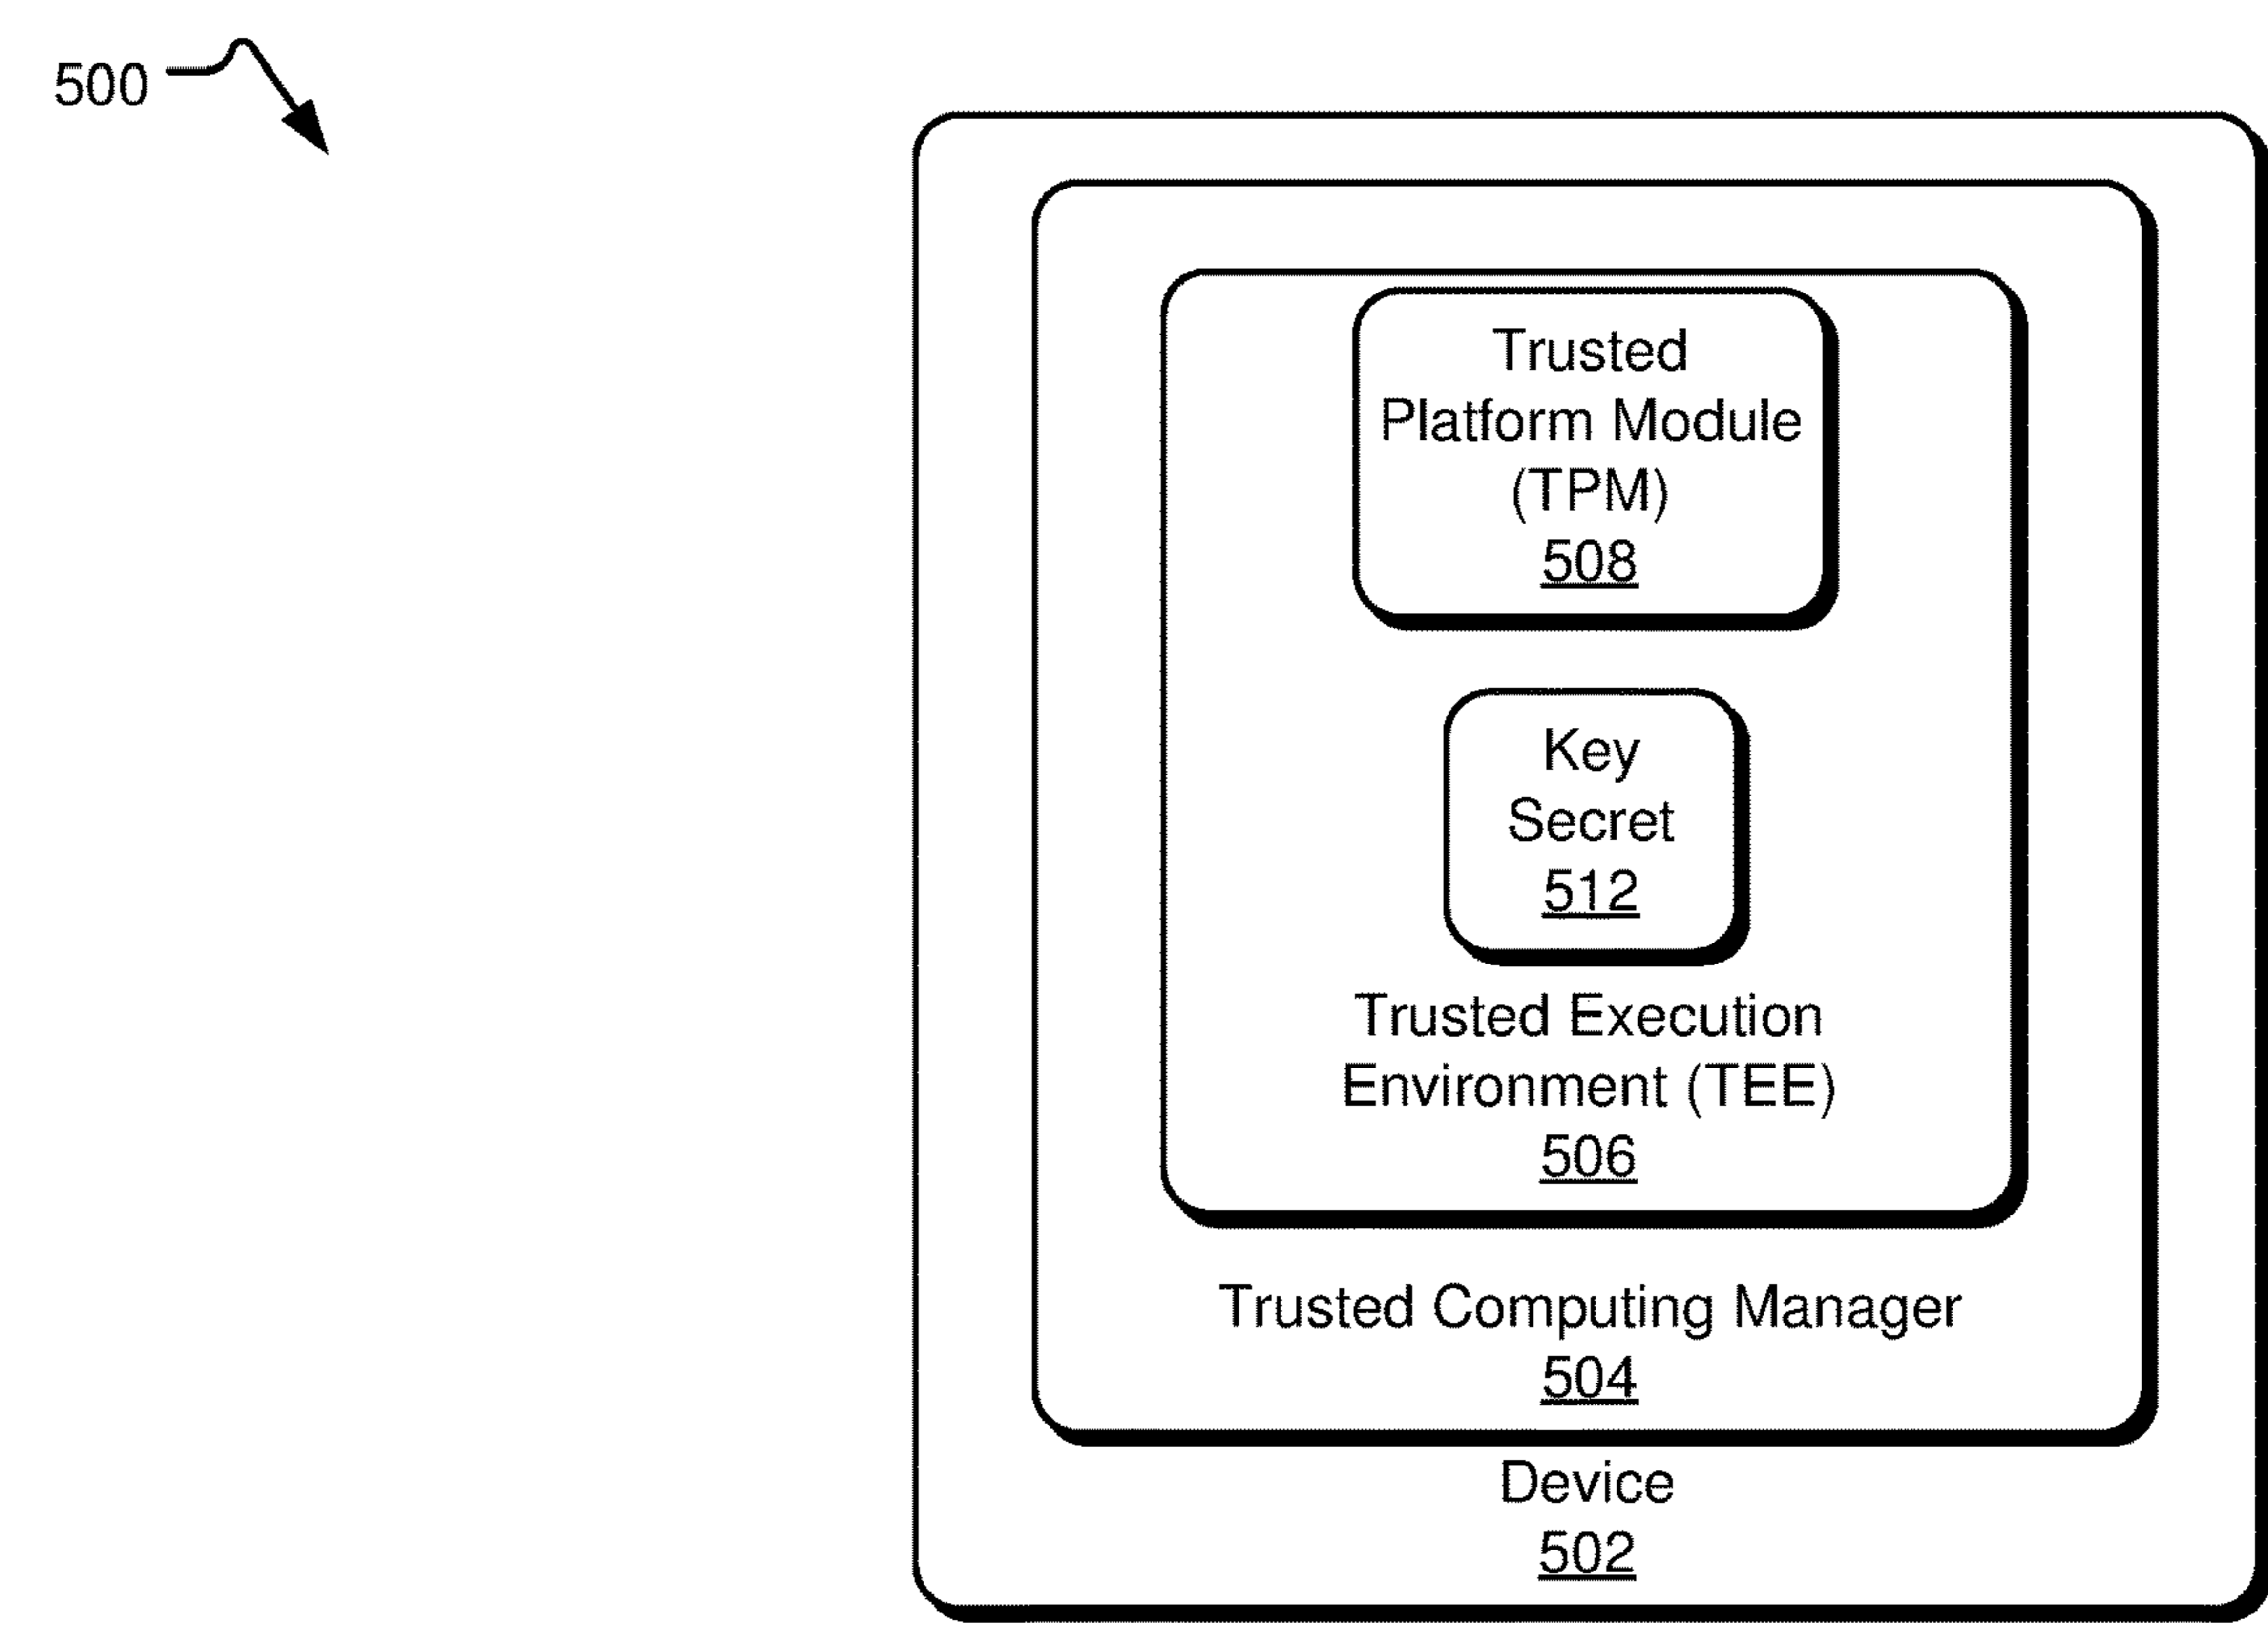 500
Trusted
Platform Module
(TPM)
508
Key
Secret
512
Trusted Execution
Environment (TEE)
506
Trusted Computing Manager
504
Device
502